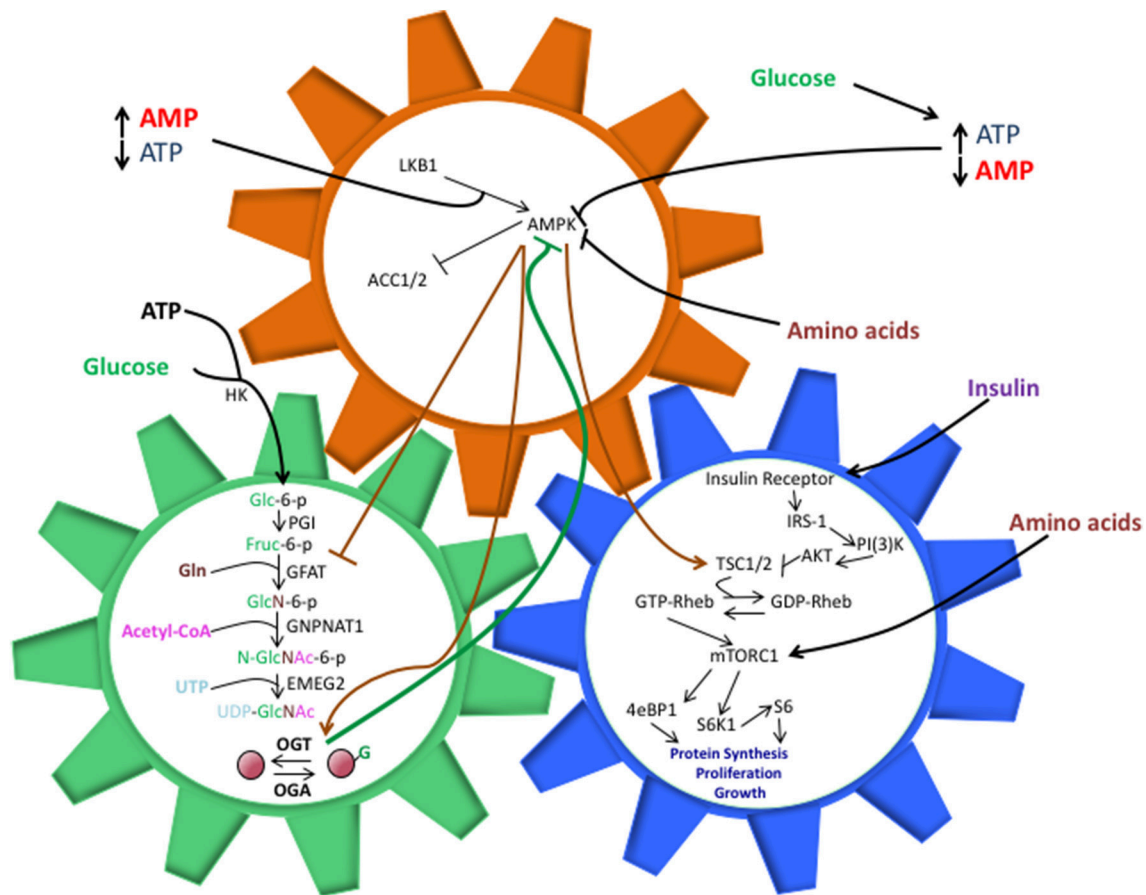 Glucose
AMP
ATP
ATP
AMP
LKB1
AMPK
ACC1/2
ATP
Amino acids
Glucose
HK
Insulin
Glc-6-p
PGI
Fruc-6-p
Gln
GFAT
GlcN-6-p
Acetyl-CoA
GNPNAT1
N-GlcNAc-6-p
UTP
EMEG2
UDP-GlcNAc
OGT
G
OGA
Insulin Receptor
IRS-1
Amino acids
PI(3)K
AKT
TSC1/2
GTP-Rheb
GDP-Rheb
mTORC1
4eBP1
S6K1
S6
Protein Synthesis
Proliferation
Growth